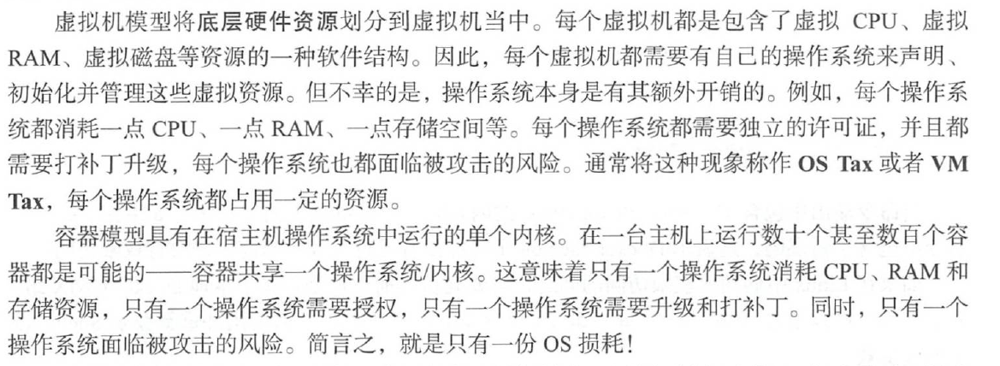 虚拟机模型将底层硬件资源划分到虚拟机当中。每个虚拟机都是包含了虚拟 CPU、虚拟
RAM、虚拟磁盘等资源的一种软件结构。因此，每个虚拟机都需要有自己的操作系统来声明、
初始化并管理这些虚拟资源。但不幸的是，操作系统本身是有其额外开销的。例如，每个操作系
统都消耗一点 CPU、一点 RAM、一点存储空间等。每个操作系统都需要独立的许可证，并且都
需要打补丁升级，每个操作系统也都面临被攻击的风险。通常将这种现象称作 OS Tax 或者 VM
Tax，每个操作系统都占用一定的资源。
容器模型具有在宿主机操作系统中运行的单个内核。在一台主机上运行数十个甚至数百个容
器都是可能的——容器共享一个操作系统/内核。这意味着只有一个操作系统消耗 CPU、RAM 和
存储资源，只有一个操作系统需要授权，只有一个操作系统需要升级和打补丁。同时，只有一个
操作系统面临被攻击的风险。简言之，就是只有一份 OS 损耗！